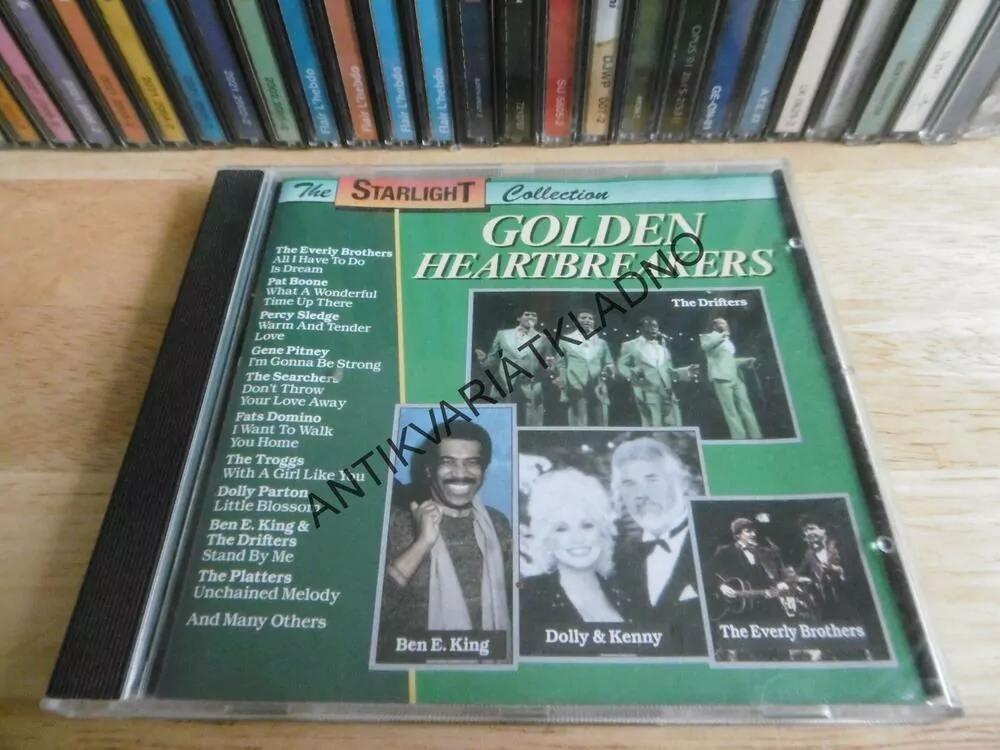 The STARLIGHT Collection
GOLDEN
HEARTBREAKERS
The Everly Brothers
All I Have To Do
Is Dream
Pat Boone
What A Wonderful
Time Up There
Percy Sledge
Warm And Tender
Love
Gene Pitney
I'm Gonna Be Strong
The Searchers
Don't Throw
Your Love Away
Fats Domino
I Want To Walk
You Home
The Troggs
With A Girl Like You
Dolly Parton
Little Blossom
Ben E. King &
The Drifters
Stand By Me
The Platters
Unchained Melody
And Many Others
The Drifters
Ben E. King
Dolly & Kenny
The Everly Brothers
ANTIKVARIÁTKLADNO
Flair L'hebdo
Flair L'hebdo
Flair L'hebdo
Flair L'hebdo